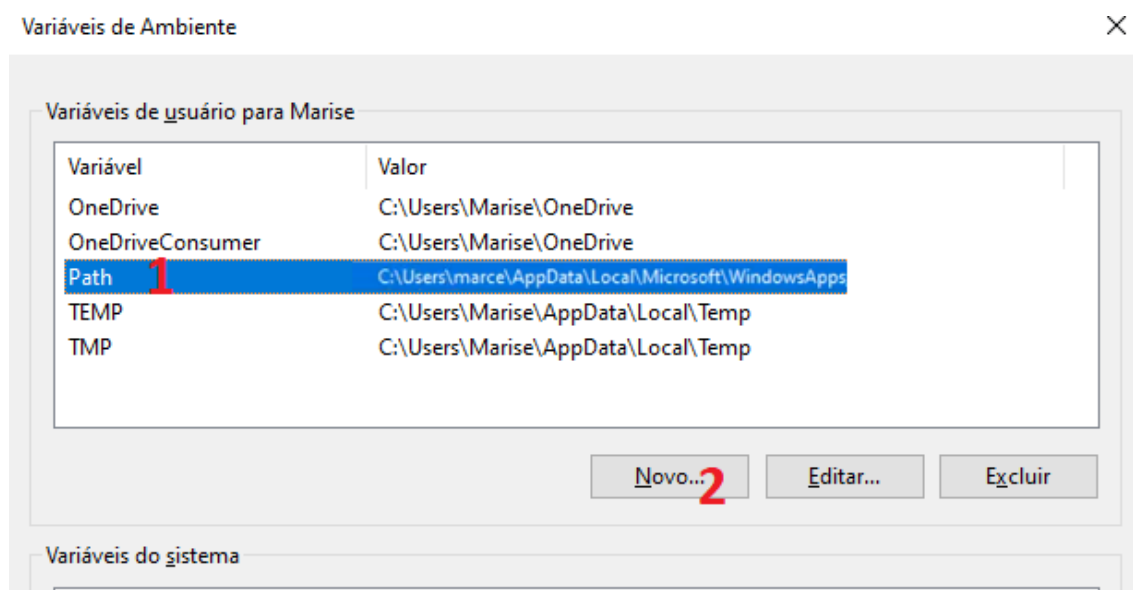 Variáveis de Ambiente
Variáveis de usuário para Marise
Variável Valor
OneDrive C:\Users\Marise\OneDrive
OneDriveConsumer C:\Users\Marise\OneDrive
Path 1 C:\Users\marce\AppData\Local\Microsoft\WindowsApps
TEMP C:\Users\Marise\AppData\Local\Temp
TMP C:\Users\Marise\AppData\Local\Temp
Novo... 2 Editar... Excluir
Variáveis do sistema